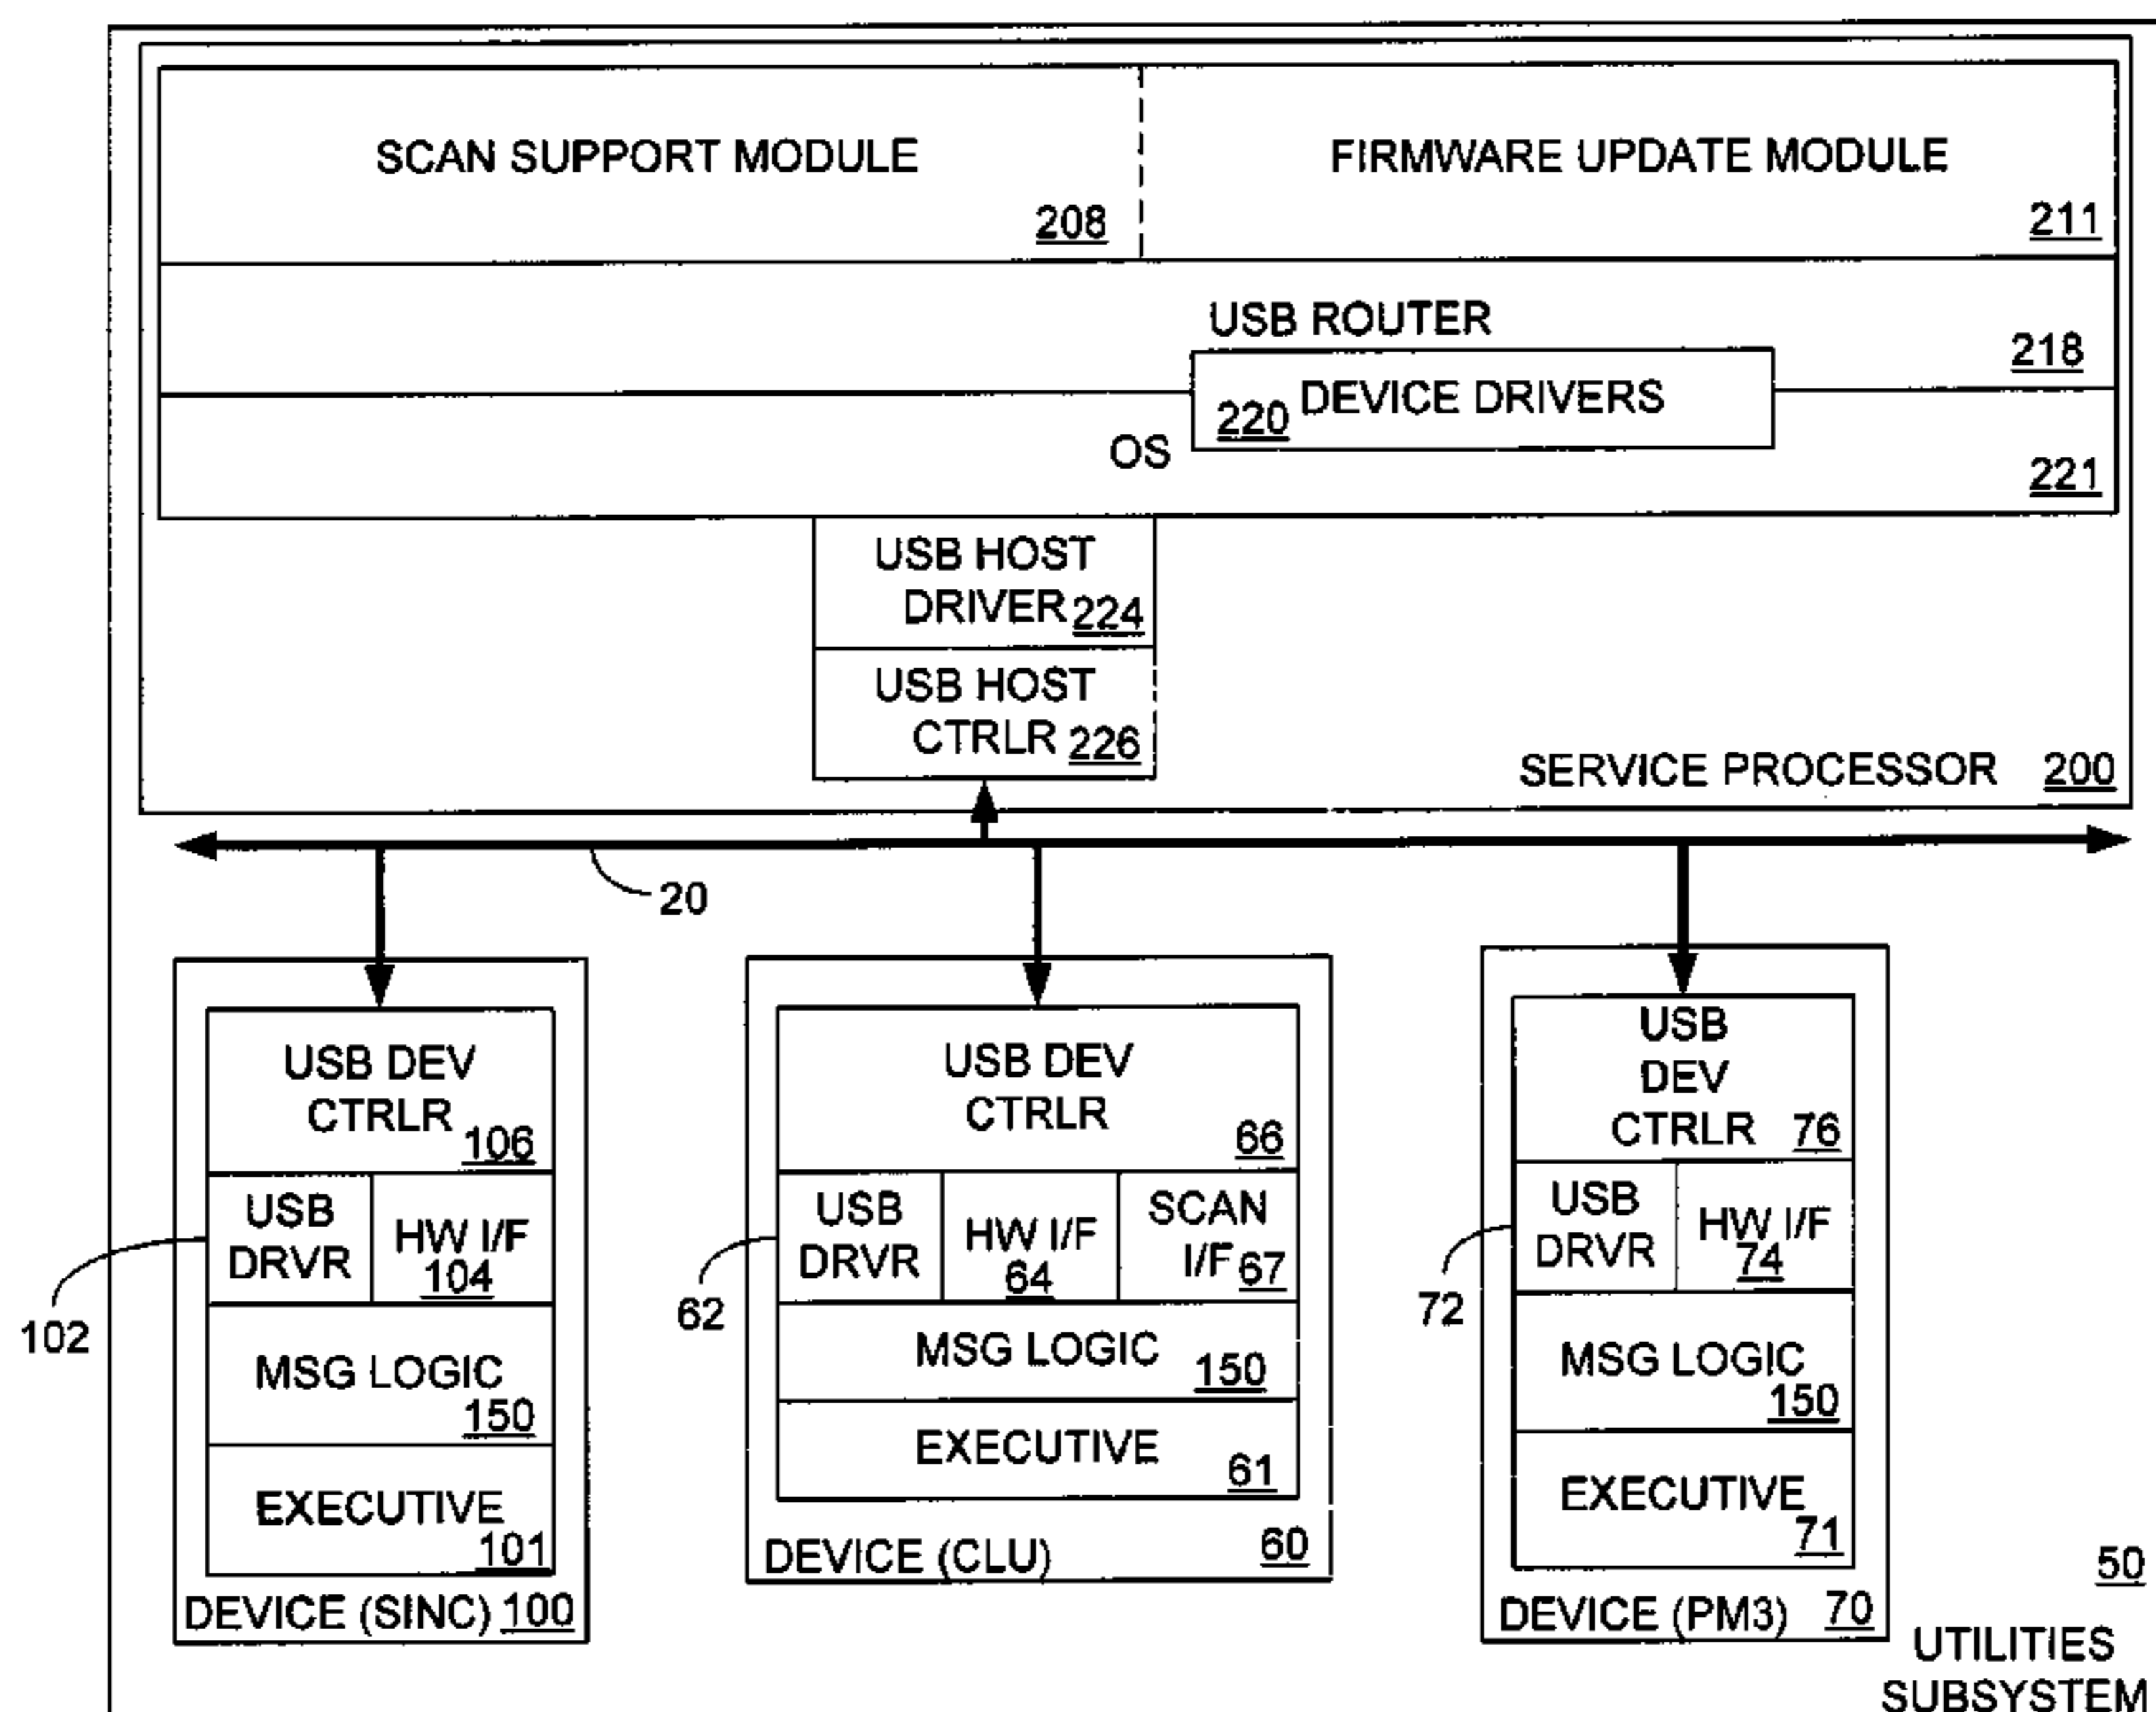 SCAN SUPPORT MODULE
208
FIRMWARE UPDATE MODULE
211
USB ROUTER
218
220 DEVICE DRIVERS
OS
221
USB HOST
DRIVER 224
USB HOST
CTRLR 226
SERVICE PROCESSOR 200
20
USB DEV
CTRLR
106
USB
DRVR
HW I/F
104
102
MSG LOGIC
150
EXECUTIVE
101
DEVICE (SINC) 100
USB DEV
CTRLR
66
USB
DRVR
HW I/F
64
SCAN
I/F 67
62
MSG LOGIC
150
EXECUTIVE
61
DEVICE (CLU) 60
USB
DEV
CTRLR 76
USB
DRVR
HW I/F
74
72
MSG LOGIC
150
EXECUTIVE
71
DEVICE (PM3) 70
50
UTILITIES
SUBSYSTEM